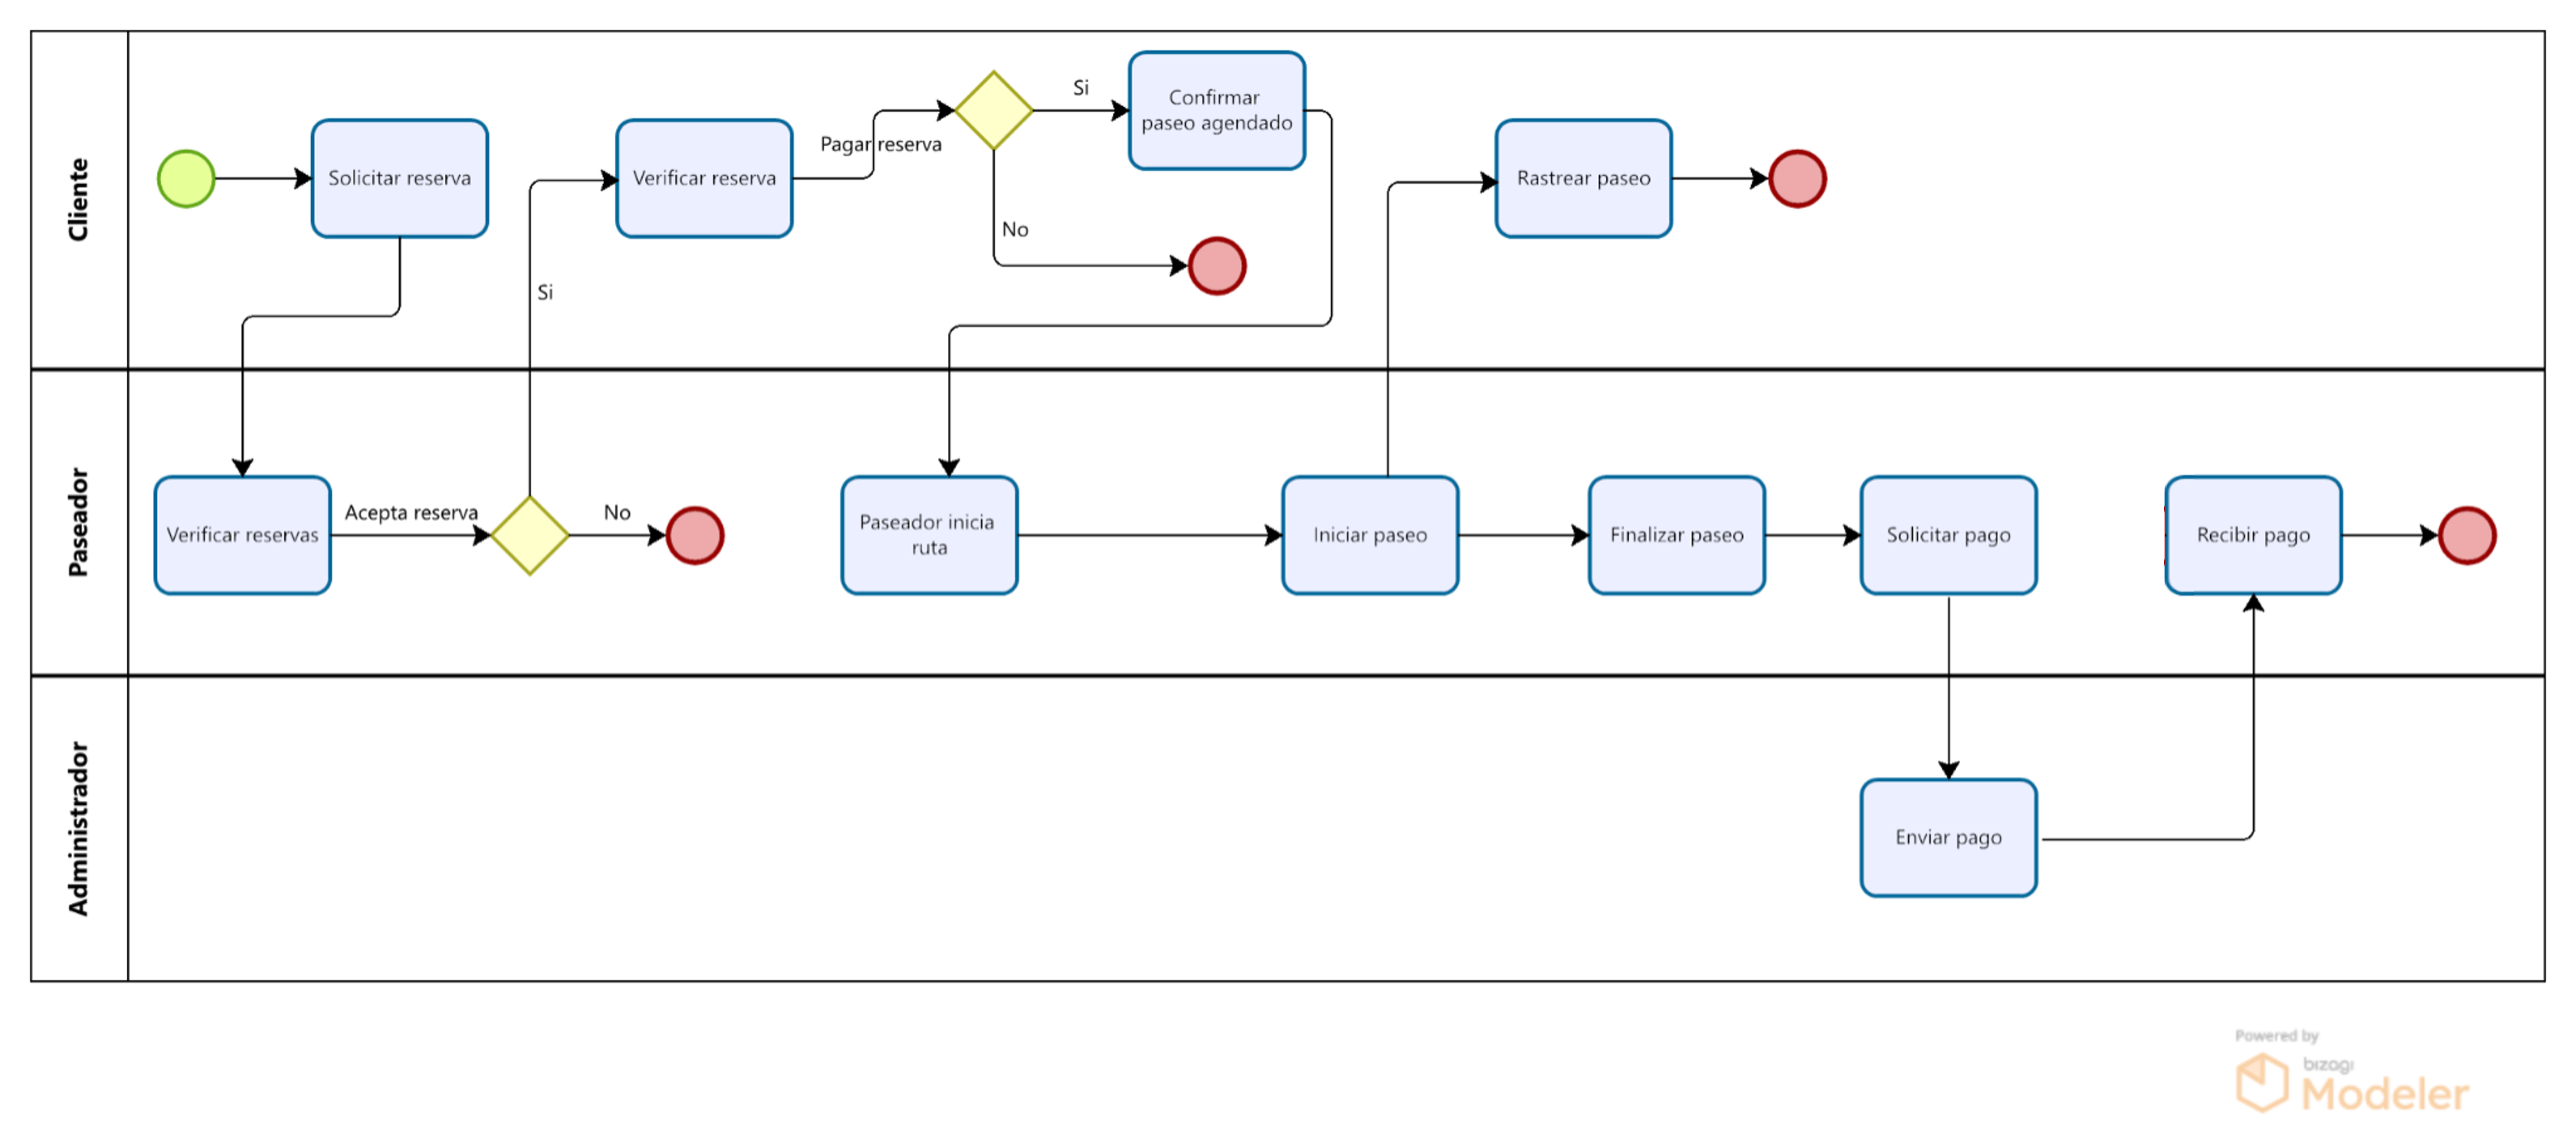 Cliente
Solicitar reserva
Si
Verificar reserva
Pagar reserva
Si
Confirmar
paseo agendado
No
Rastrear paseo
Paseador
Verificar reservas
Acepta reserva
No
Paseador inicia
ruta
Iniciar paseo
Finalizar paseo
Solicitar pago
Recibir pago
Administrador
Enviar pago
Powered by
bizagi
Modeler